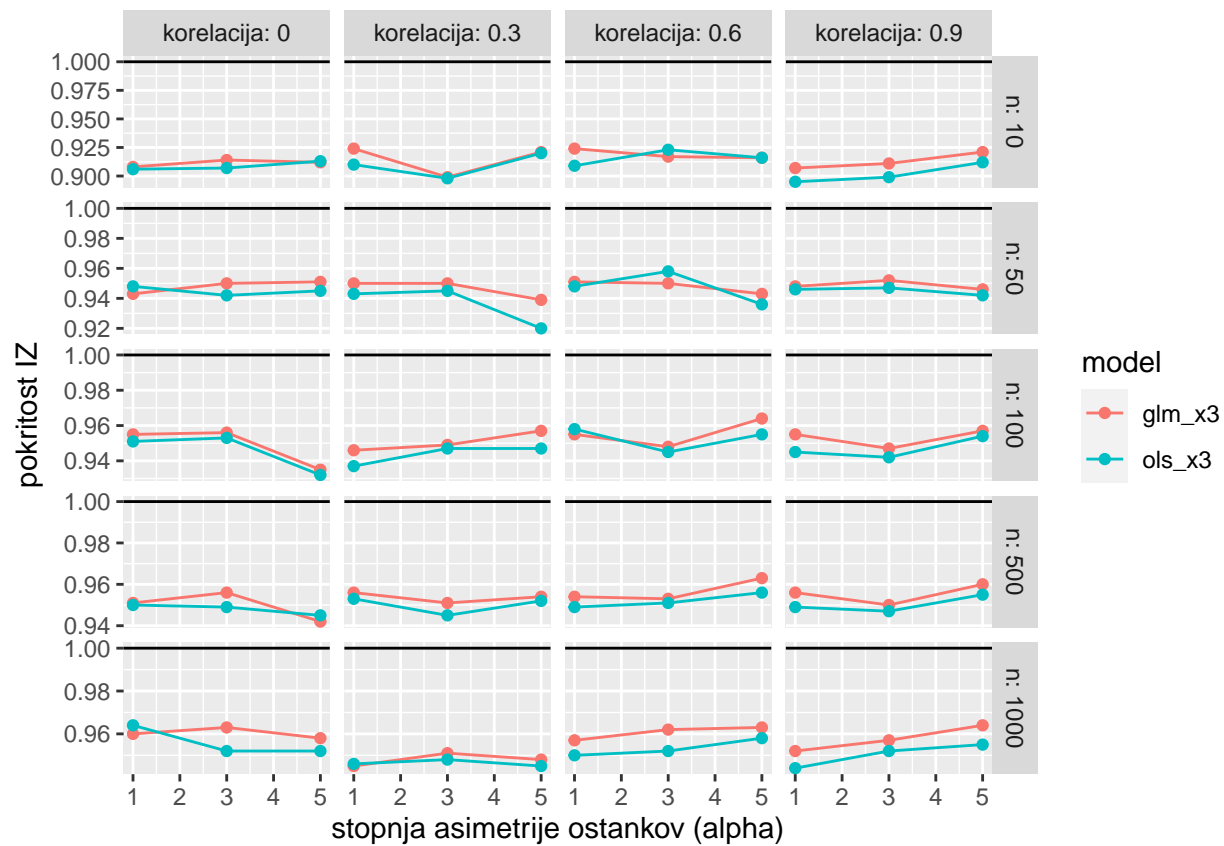 korelacija: 0 korelacija: 0.3 korelacija: 0.6 korelacija: 0.9
1.000
0.975
0.950
0.925
0.900
n: 10
1.00
0.98
0.96
0.94
0.92
n: 50
1.00
0.98
0.96
0.94
n: 100
1.00
0.98
0.96
0.94
n: 500
1.00
0.98
0.96
n: 1000
1 2 3 4 5 1 2 3 4 5 1 2 3 4 5 1 2 3 4 5
stopnja asimetrije ostankov (alpha)
pokritost IZ
model
glm_x3
ols_x3